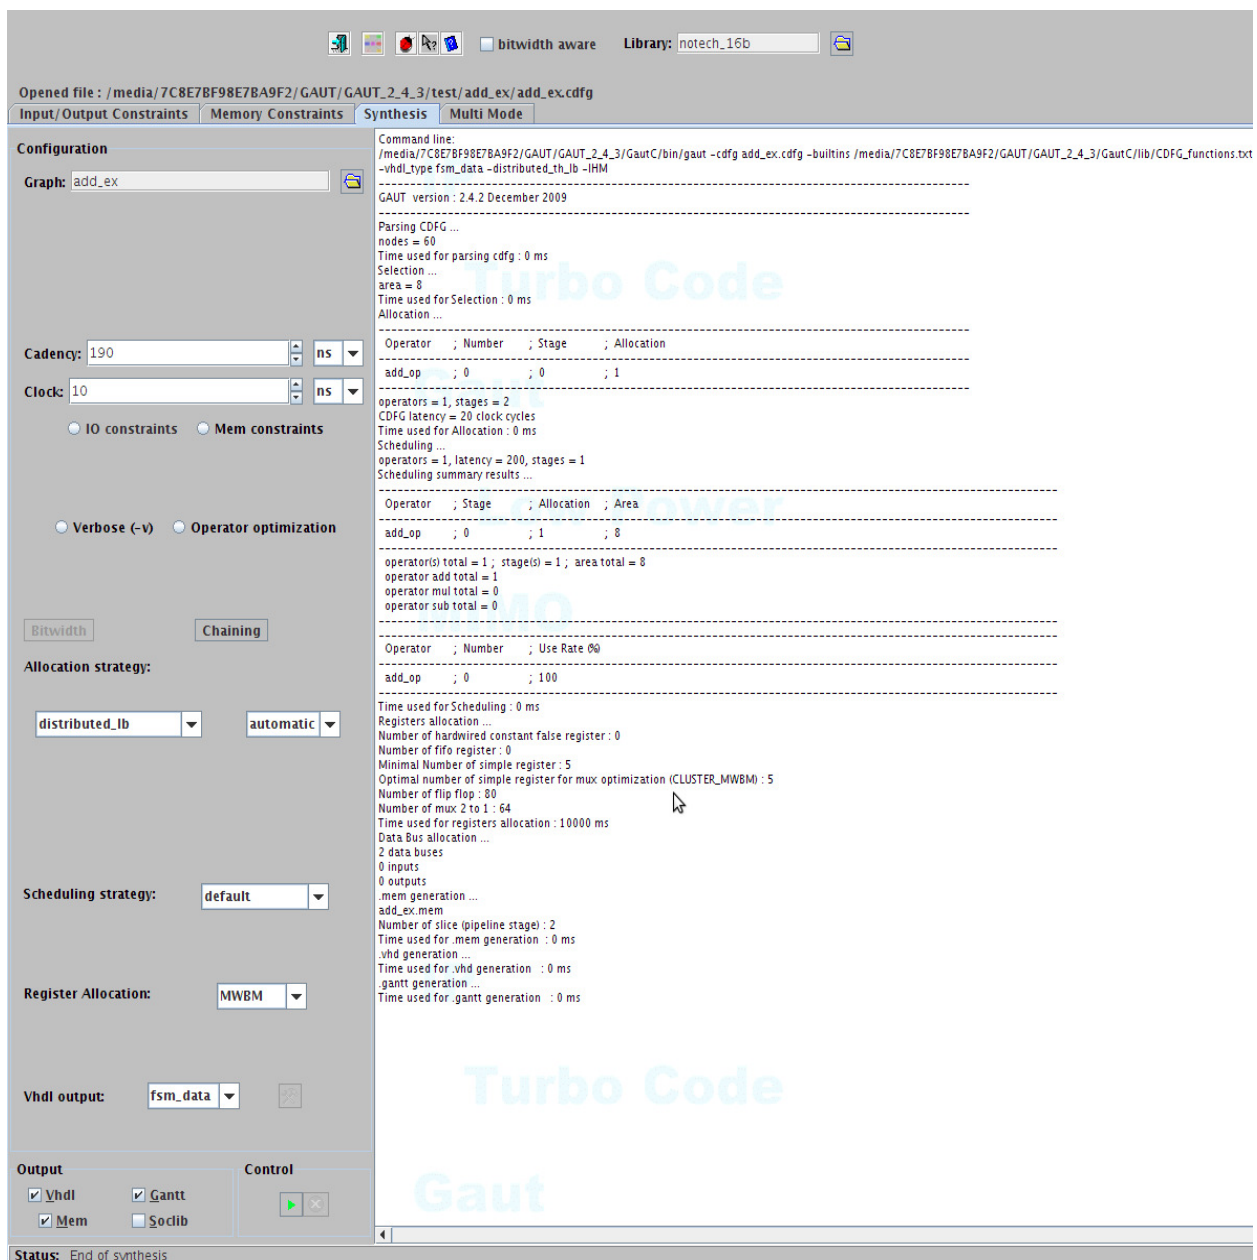 bitwidth aware Library: notech_16b
Opened file : /media/7C8E7BF98E7BA9F2/GAUT/GAUT_2_4_3/test/add_ex/add_ex.cdfg
Input/Output Constraints Memory Constraints Synthesis Multi Mode
Configuration
Graph: add_ex
Cadency: 190 ns
Clock: 10 ns
IO constraints Mem constraints
Verbose (-v) Operator optimization
Bitwidth Chaining
Allocation strategy:
distributed_lb automatic
Scheduling strategy: default
Register Allocation: MWBM
Vhdl output: fsm_data
Output Control
Vhdl Gantt
Mem Soclib
Command line:
/media/7C8E7BF98E7BA9F2/GAUT/GAUT_2_4_3/GautC/bin/gaut -cdfg add_ex.cdfg -builtins /media/7C8E7BF98E7BA9F2/GAUT/GAUT_2_4_3/GautC/lib/CDFG_functions.txt
-vhdl_type fsm_data -distributed_th_lb -IHM
GAUT version : 2.4.2 December 2009
Parsing CDFG ...
nodes = 60
Time used for parsing cdfg : 0 ms
Selection ...
area = 8
Time used for Selection : 0 ms
Allocation ...
Operator ; Number ; Stage ; Allocation
add_op ; 0 ; 0 ; 1
operators = 1, stages = 2
CDFG latency = 20 clock cycles
Time used for Allocation : 0 ms
Scheduling ...
operators = 1, latency = 200, stages = 1
Scheduling summary results ...
Operator ; Stage ; Allocation ; Area
add_op ; 0 ; 1 ; 8
operator(s) total = 1 ; stage(s) = 1 ; area total = 8
operator add total = 1
operator mul total = 0
operator sub total = 0
Operator ; Number ; Use Rate (%)
add_op ; 0 ; 100
Time used for Scheduling : 0 ms
Registers allocation ...
Number of hardwired constant false register : 0
Number of fifo register : 0
Minimal Number of simple register : 5
Optimal number of simple register for mux optimization (CLUSTER_MWBM) : 5
Number of flip flop : 80
Number of mux 2 to 1 : 64
Time used for registers allocation : 10000 ms
Data Bus allocation ...
2 data buses
0 inputs
0 outputs
.mem generation ...
add_ex.mem
Number of slice (pipeline stage) : 2
Time used for .mem generation : 0 ms
.vhd generation ...
Time used for .vhd generation : 0 ms
.gantt generation ...
Time used for .gantt generation : 0 ms
Turbo Code
Gaut
Low Power
MIMO
Turbo Code
Gaut
Status: End of synthesis